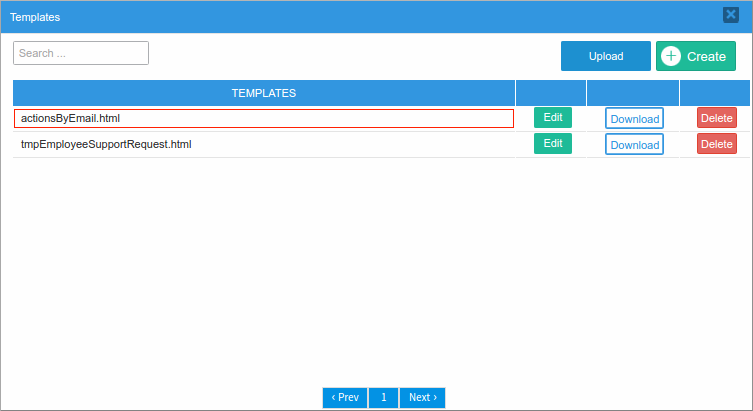 Templates
Search ...
Upload
Create
TEMPLATES
actionsByEmail.html Edit Download Delete
tmpEmployeeSupportRequest.html Edit Download Delete
‹ Prev 1 Next ›